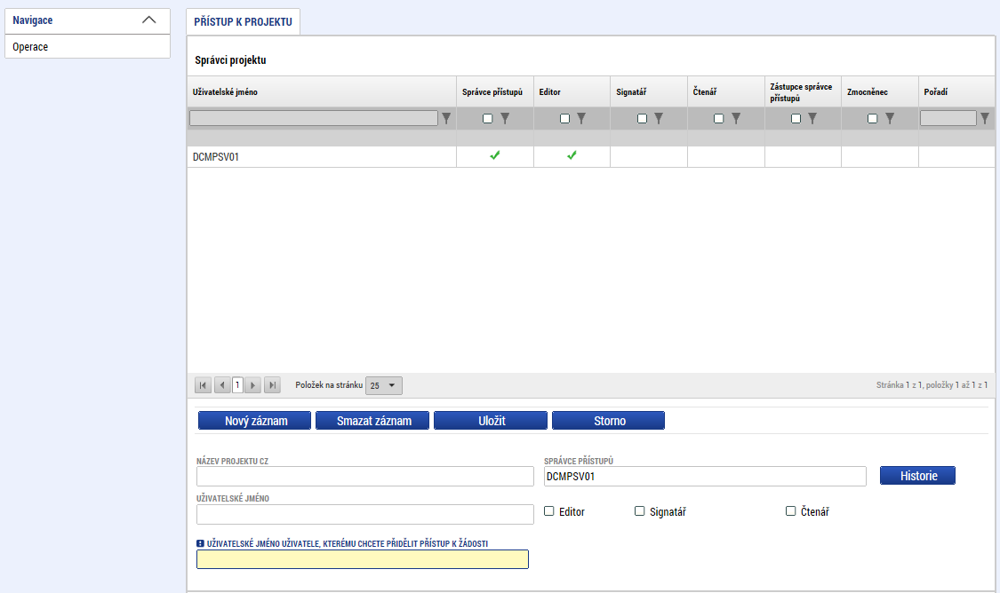 Navigace
Operace
PŘÍSTUP K PROJEKTU
Správci projektu
Uživatelské jméno
Správce přístupů
Editor
Signatář
Čtenář
Zástupce správce
přístupů
Zmocněnec
Pořadí
DCMPSV01
1
Položek na stránku
25
Stránka 1 z 1, položky 1 až 1 z 1
Nový záznam
Smazat záznam
Uložit
Storno
NÁZEV PROJEKTU CZ
SPRÁVCE PŘÍSTUPŮ
DCMPSV01
Historie
UŽIVATELSKÉ JMÉNO
Editor
Signatář
Čtenář
UŽIVATELSKÉ JMÉNO UŽIVATELE, KTERÉMU CHCETE PŘIDĚLIT PŘÍSTUP K ŽÁDOSTI